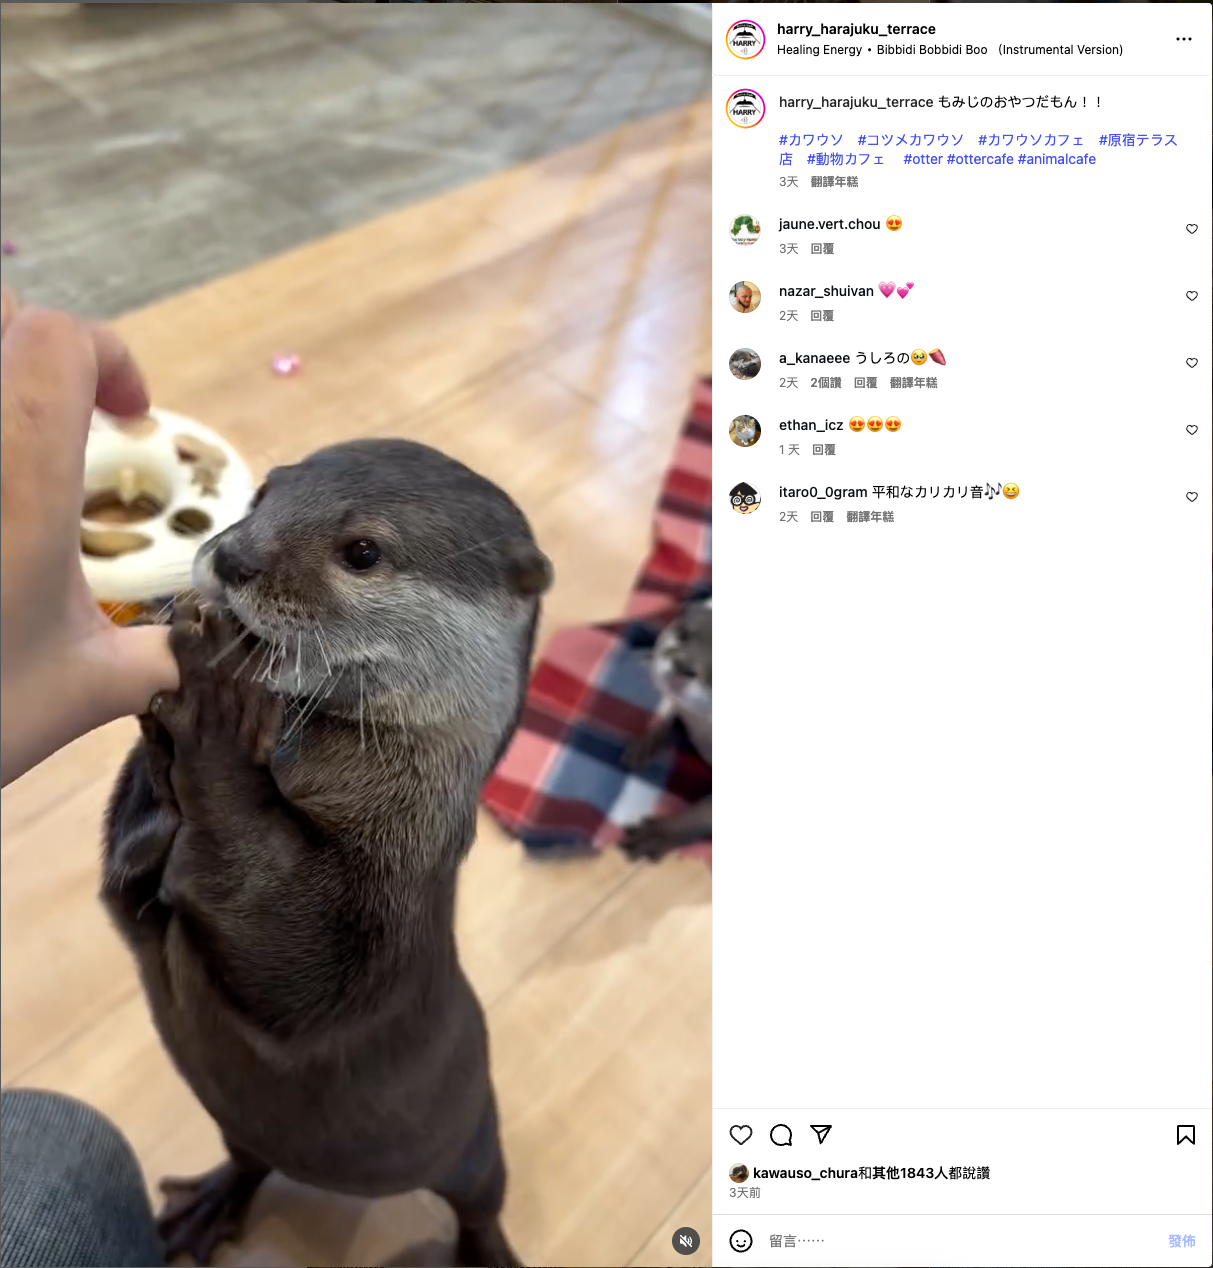 harry_harajuku_terrace
Healing Energy • Bibbidi Bobbidi Boo （Instrumental Version）
harry_harajuku_terrace もみじのおやつだもん！！
#カワウソ　#コツメカワウソ　#カワウソカフェ　#原宿テラス
店　#動物カフェ　 #otter #ottercafe #animalcafe
3天 翻譯年糕
jaune.vert.chou 😍
3天 回覆
nazar_shuivan 💗💕
2天 回覆
a_kanaeee うしろの🥹🍠
2天 2個讚 回覆 翻譯年糕
ethan_icz 😍😍😍
1 天 回覆
itaro0_0gram 平和なカリカリ音🎶😆
2天 回覆 翻譯年糕
kawauso_chura和其他1843人都說讚
3天前
留言⋯⋯ 發佈